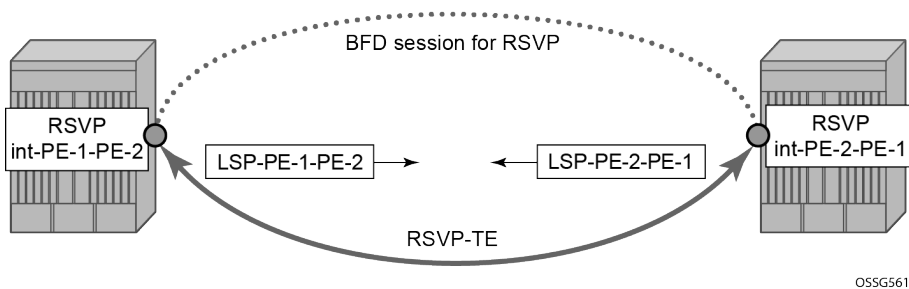 BFD session for RSVP
RSVP
int-PE-1-PE-2
RSVP
int-PE-2-PE-1
LSP-PE-1-PE-2
LSP-PE-2-PE-1
RSVP-TE
OSSG561